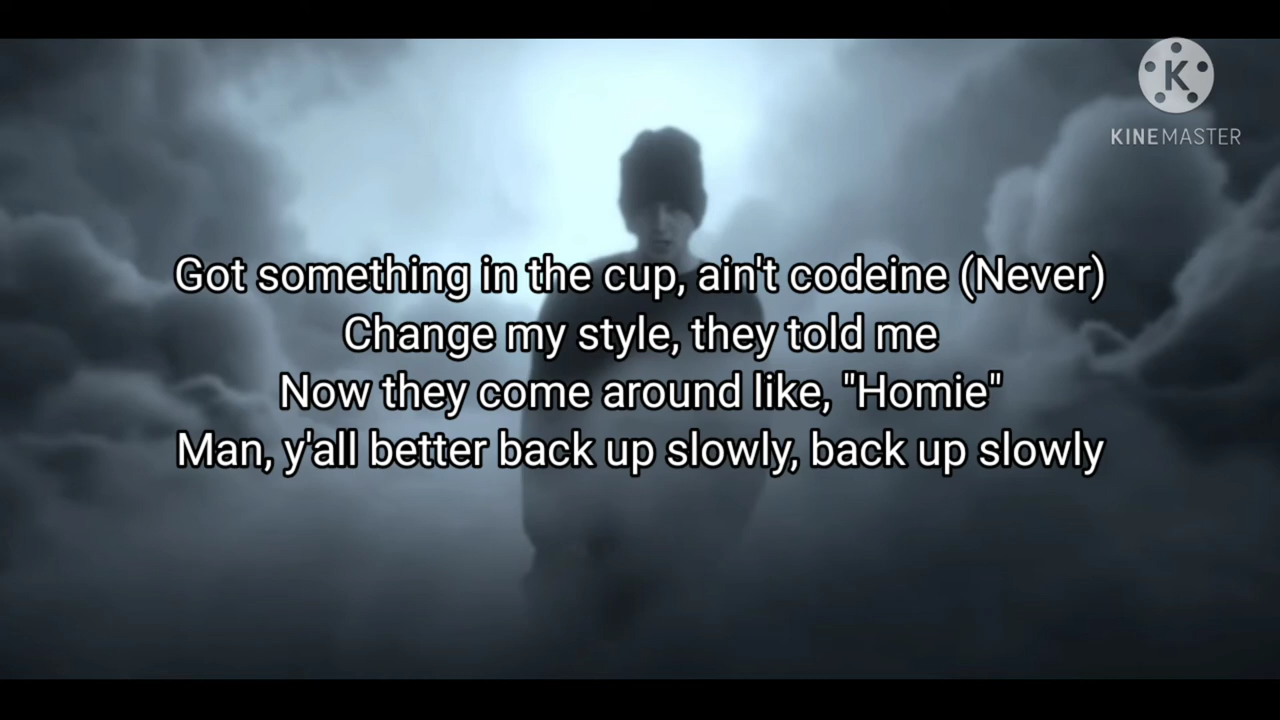 KINEMASTER
Got something in the cup, ain't codeine (Never)
Change my style, they told me
Now they come around like, "Homie"
Man, y'all better back up slowly, back up slowly